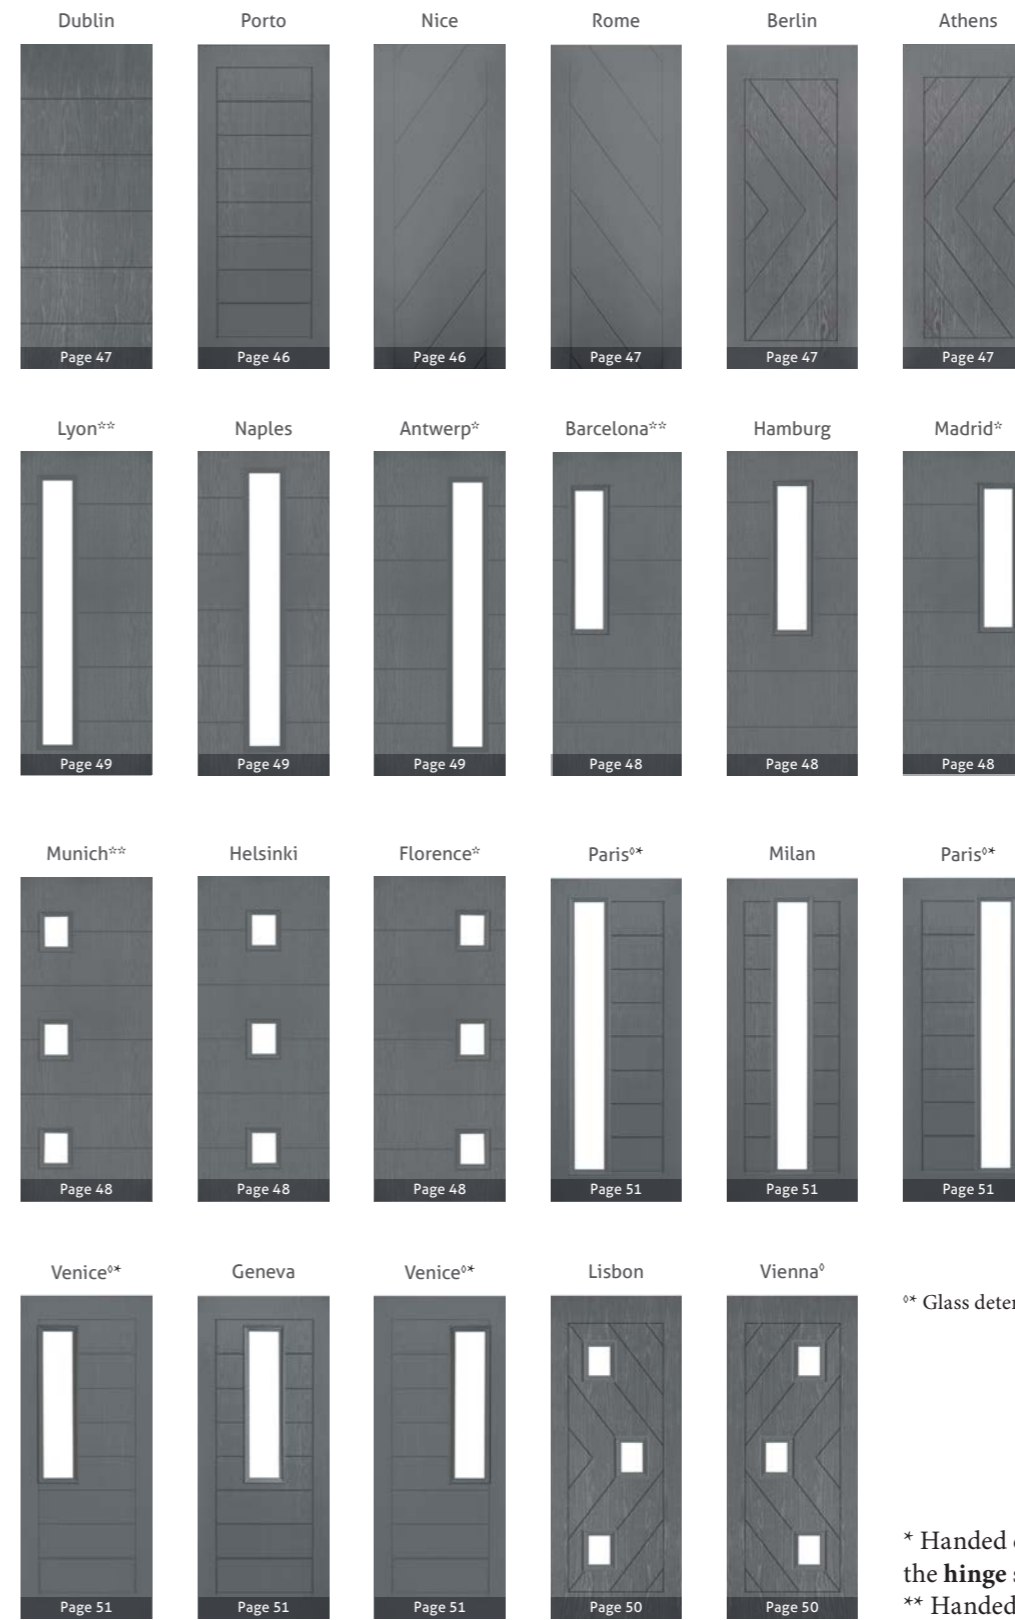 Dublin Porto Nice Rome Berlin Athens
Page 47 Page 46 Page 46 Page 47 Page 47 Page 47
Lyon** Naples Antwerp* Barcelona** Hamburg Madrid*
Page 49 Page 49 Page 49 Page 48 Page 48 Page 48
Munich** Helsinki Florence* Paris◊* Milan Paris◊*
Page 48 Page 48 Page 48 Page 51 Page 51 Page 51
Venice◊* Geneva Venice◊* Lisbon Vienna◊
◊* Glass deter
* Handed
the hinge
** Handed
Page 51 Page 51 Page 51 Page 50 Page 50